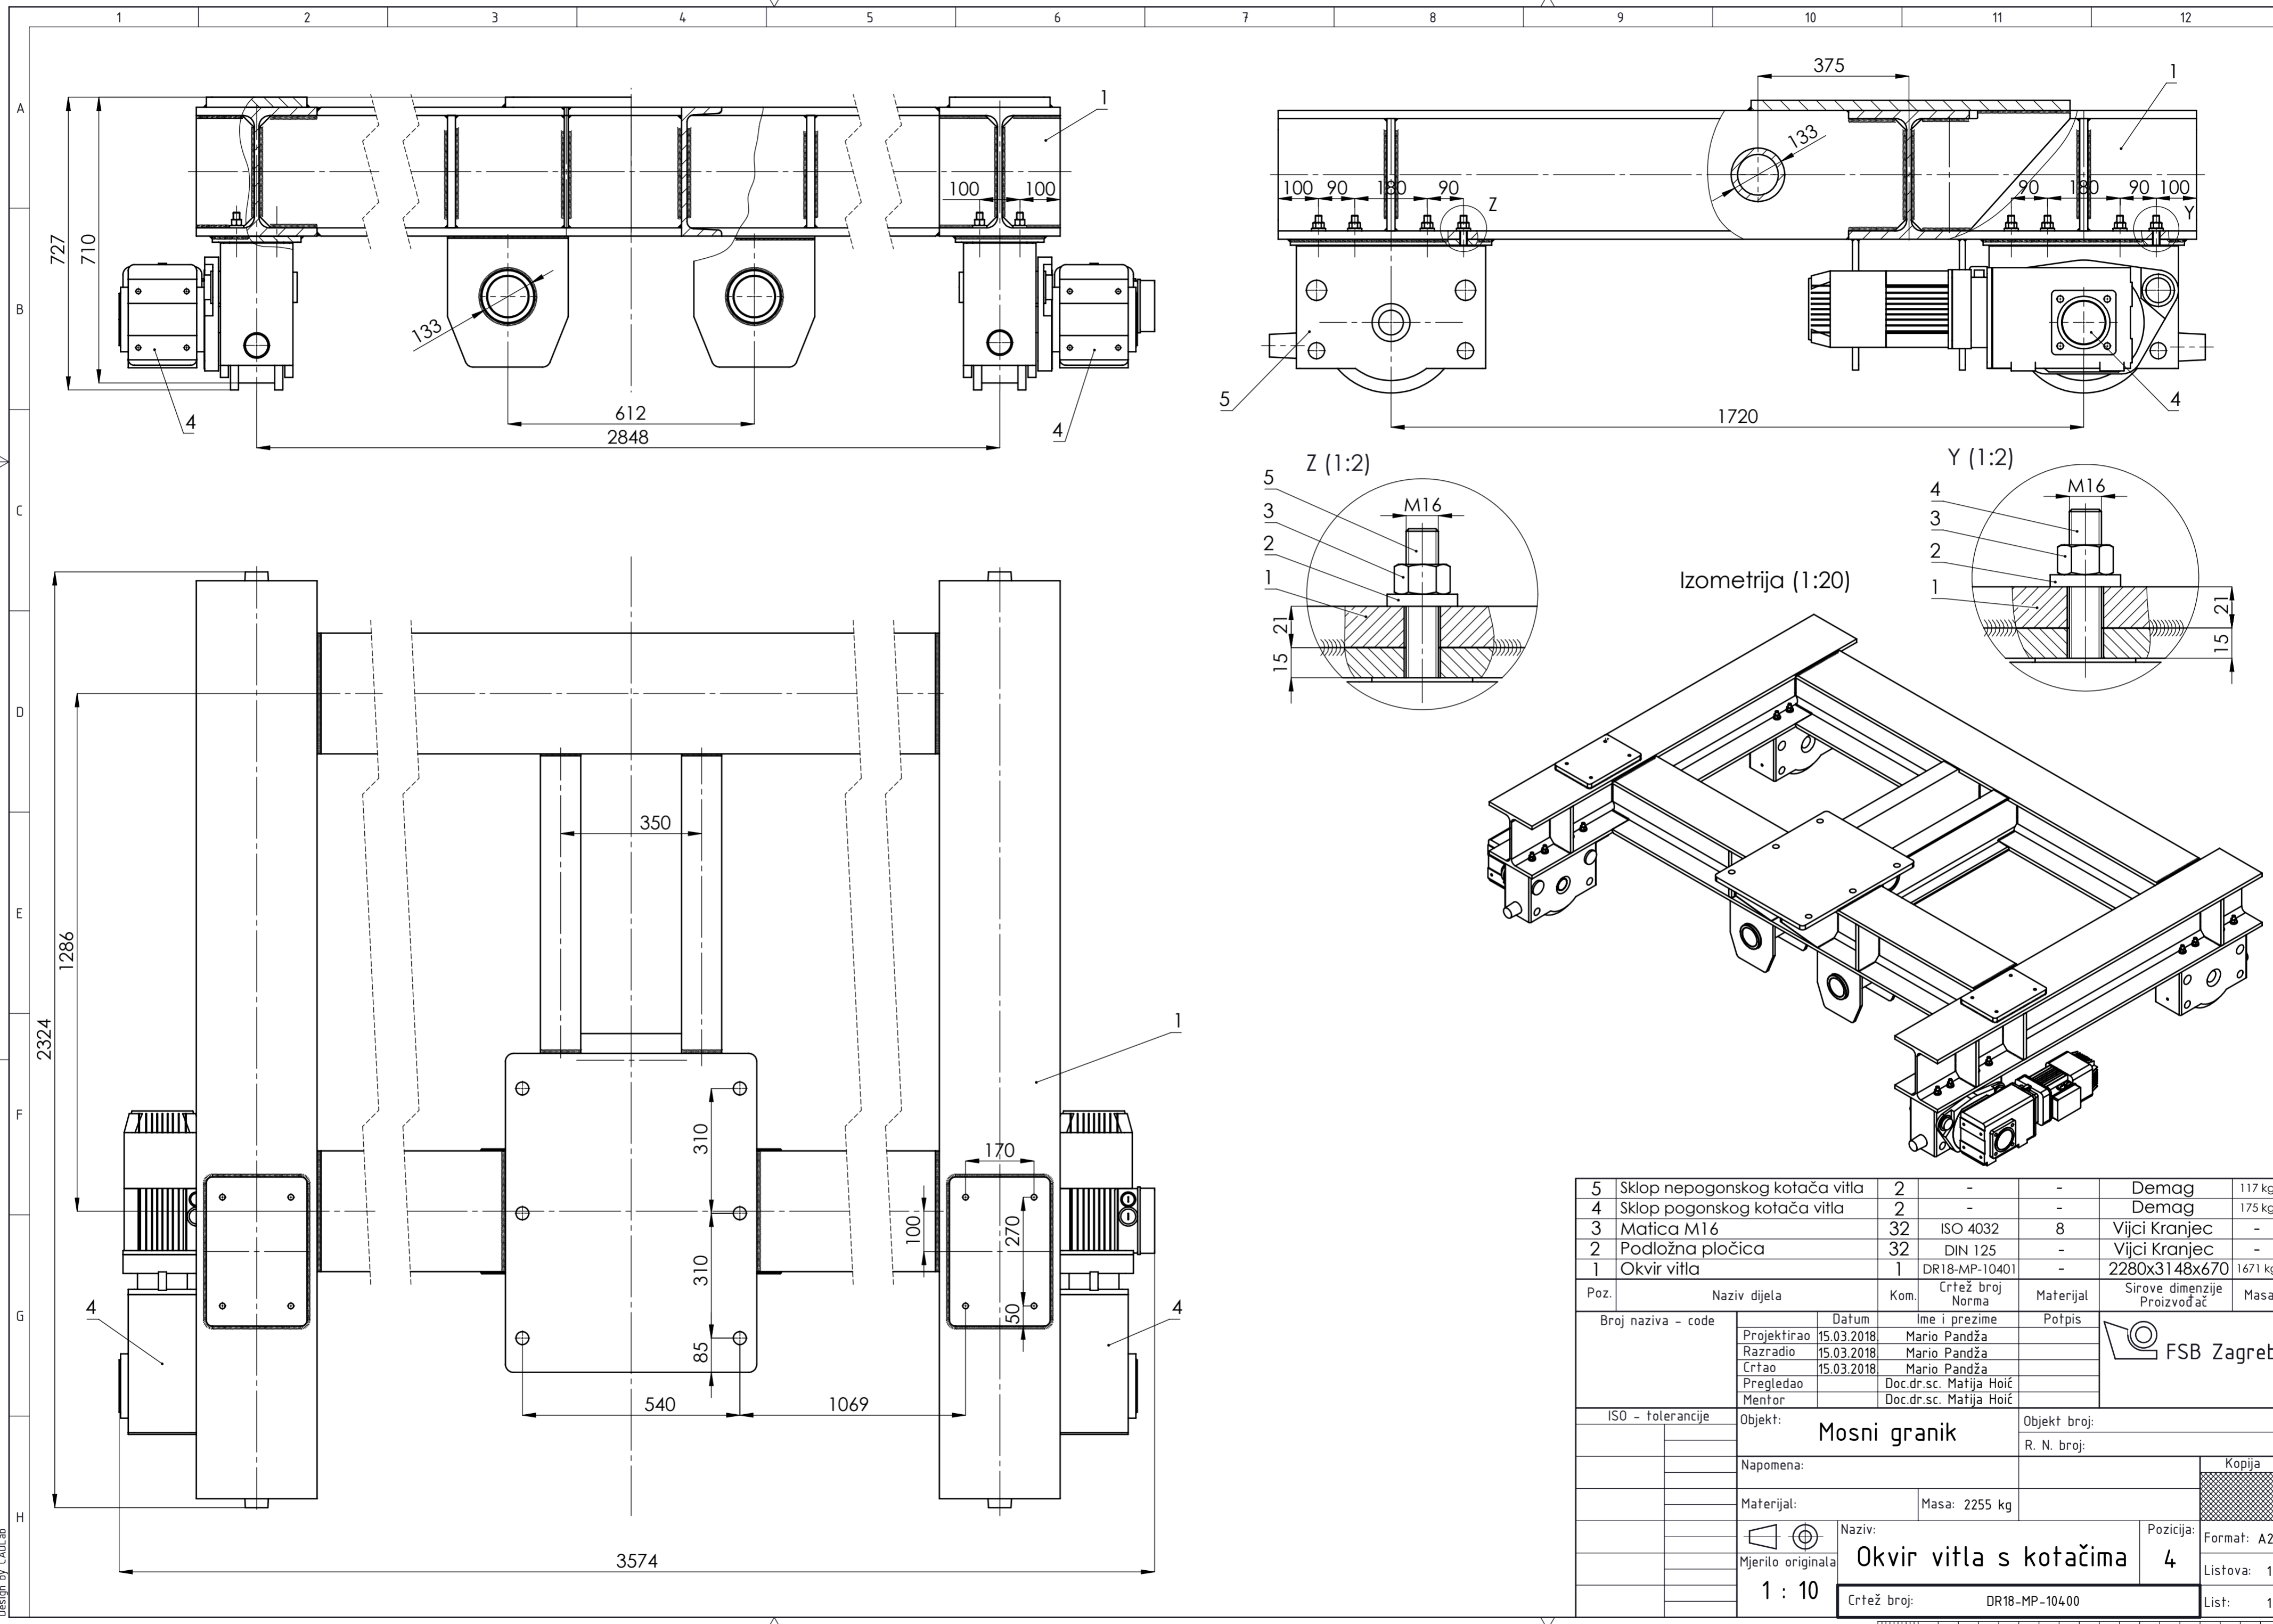 1 2 3 4 5 6 7 8 9 10 11 12
A
B
C
D
E
F
G
H
727
710
100 100
133
612
2848
1
4
4
375
133
100 90 180 90
90 180 90 100
Z
Y
1
5
4
1720
Z (1:2)
5
3
2
1
M16
21
15
Y (1:2)
4
3
2
1
M16
21
15
Izometrija (1:20)
2324
1286
350
310
310
85
170
100
270
50
540
1069
3574
1
4
4
5 Sklop nepogonskog kotača vitla 2 - - Demag 117 kg
4 Sklop pogonskog kotača vitla 2 - - Demag 175 kg
3 Matica M16 32 ISO 4032 8 Vijci Kranjec -
2 Podložna pločica 32 DIN 125 - Vijci Kranjec -
1 Okvir vitla 1 DR18-MP-10401 - 2280x3148x670 1671 kg
Poz. Naziv dijela Kom. Crtež broj Norma Materijal Sirove dimenzije Proizvođač Masa
Broj naziva - code
Datum Ime i prezime Potpis
Projektirao 15.03.2018. Mario Pandža
Razradio 15.03.2018. Mario Pandža
Crtao 15.03.2018 Mario Pandža
Pregledao Doc.dr.sc. Matija Hoić
Mentor Doc.dr.sc. Matija Hoić
FSB Zagreb
ISO - tolerancije
Objekt: Mosni granik
Objekt broj:
R. N. broj:
Napomena:
Kopija
Materijal:
Masa: 2255 kg
Mjerilo originala
1 : 10
Naziv: Okvir vitla s kotačima
Pozicija: 4
Format: A2
Listova: 1
Crtež broj: DR18-MP-10400
List: 1
Design by CADLab